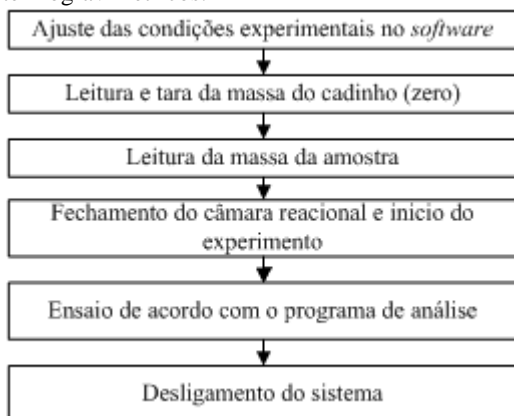 Ajuste das condições experimentais no software
Leitura e tara da massa do cadinho (zero)
Leitura da massa da amostra
Fechamento do câmara reacional e inicio do
experimento
Ensaio de acordo com o programa de análise
Desligamento do sistema